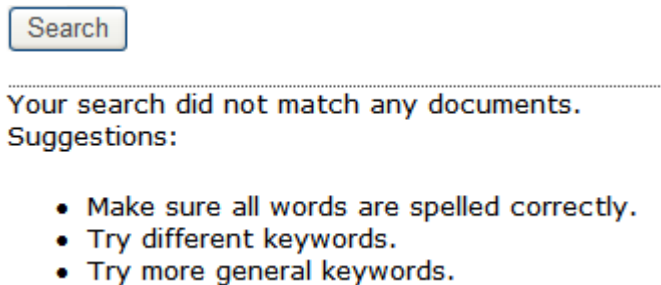 Search
Your search did not match any documents.
Suggestions:
Make sure all words are spelled correctly.
Try different keywords.
Try more general keywords.